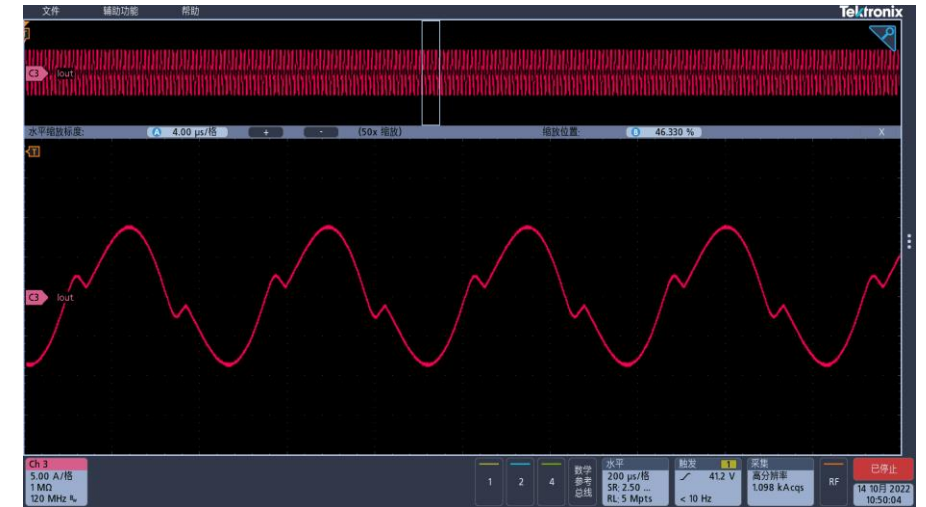 文件 辅助功能 帮助 Tektronix
T
C3 Iout
水平缩放标度: A 4.00 μs/格 + - (50x 缩放) 缩放位置: B 46.330 % X
T
C3 Iout
Ch 3
5.00 A/格
1 MΩ
120 MHz
1 2 4
数学
参考
总线
水平
200 μs/格
SR: 2.50 ...
RL: 5 Mpts
触发 1
41.2 V
< 10 Hz
采集
高分辨率
1.098 kAcqs
RF
已停止
14 10月 2022
10:50:04